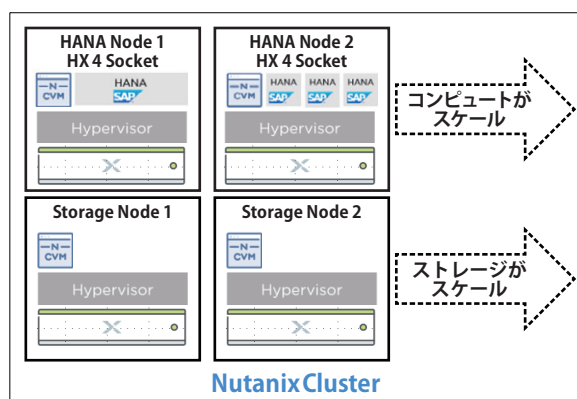 HANA Node 1
HX 4 Socket
N
CVM
HANA
SAP
Hypervisor
X
HANA Node 2
HX 4 Socket
N
CVM
HANA
SAP
HANA
SAP
HANA
SAP
Hypervisor
X
コンピュートが
スケール
Storage Node 1
N
CVM
Hypervisor
X
Storage Node 2
N
CVM
Hypervisor
X
ストレージが
スケール
Nutanix Cluster